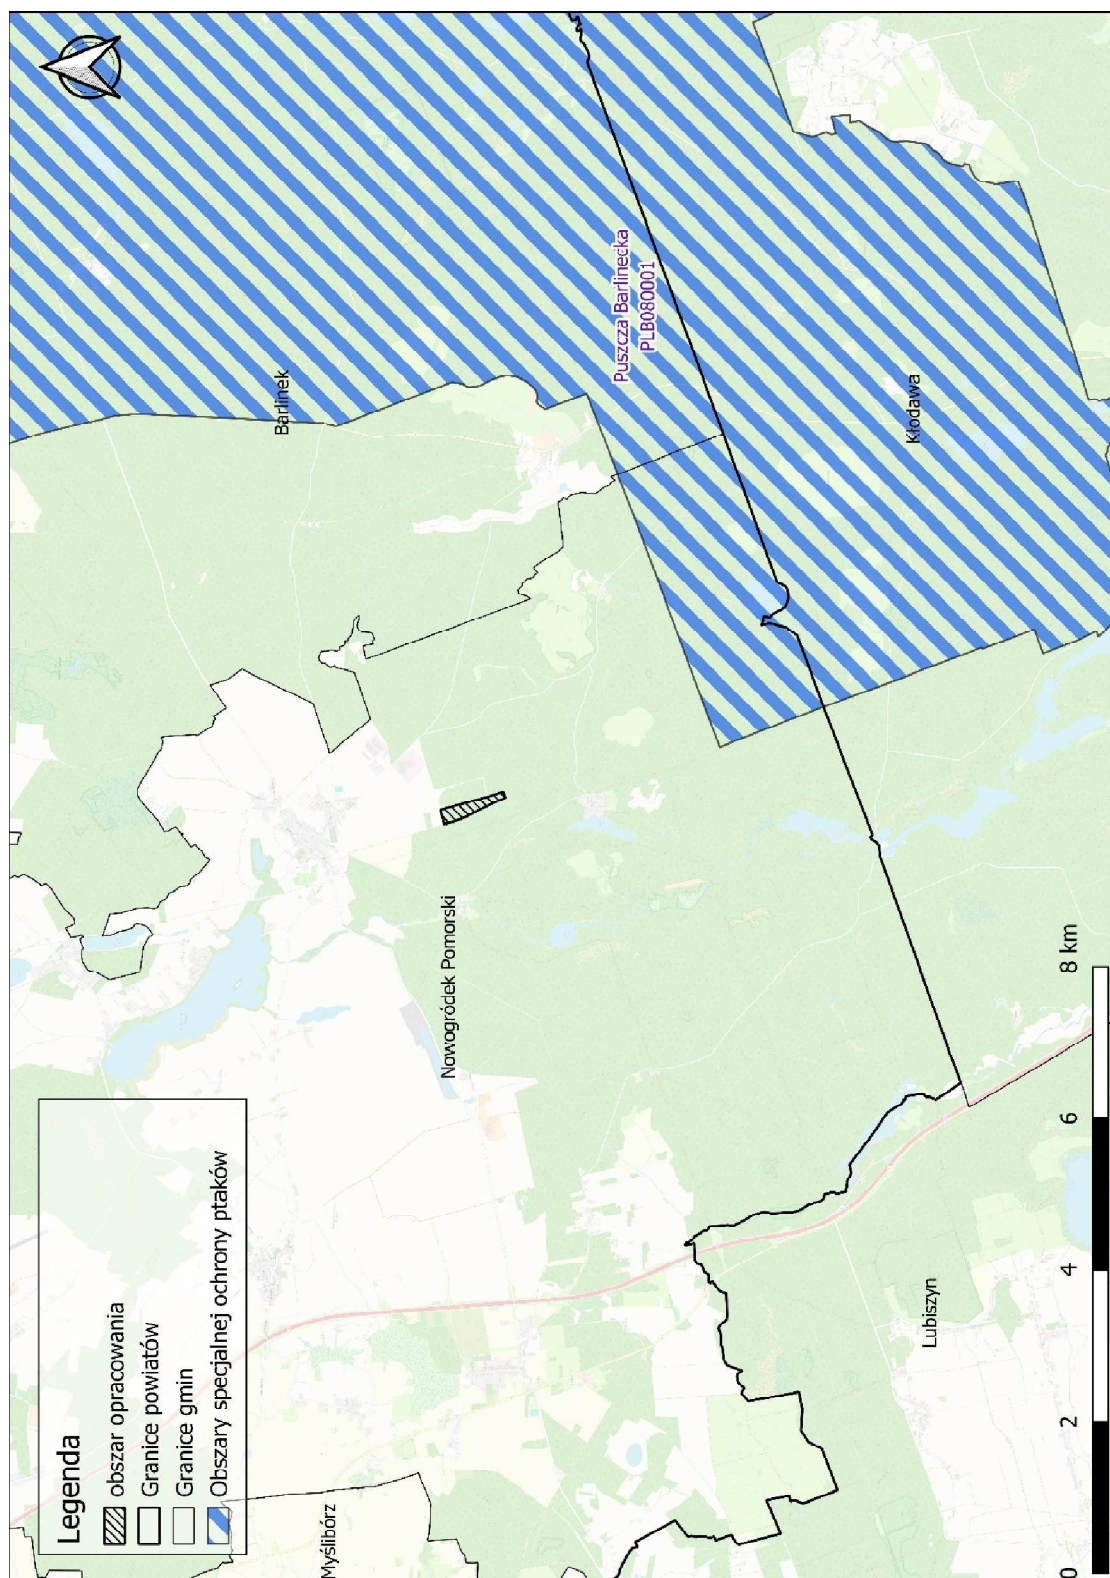 Legenda
obszar opracowania
Granice powiatów
Granice gmin
Obszary specjalnej ochrony ptaków
Barlinek
Puszcza Barlinecka
PLB080001
Kłodawa
Nowogródek Pomorski
Myślibórz
Lubiszyn
0 2 4 6 8 km